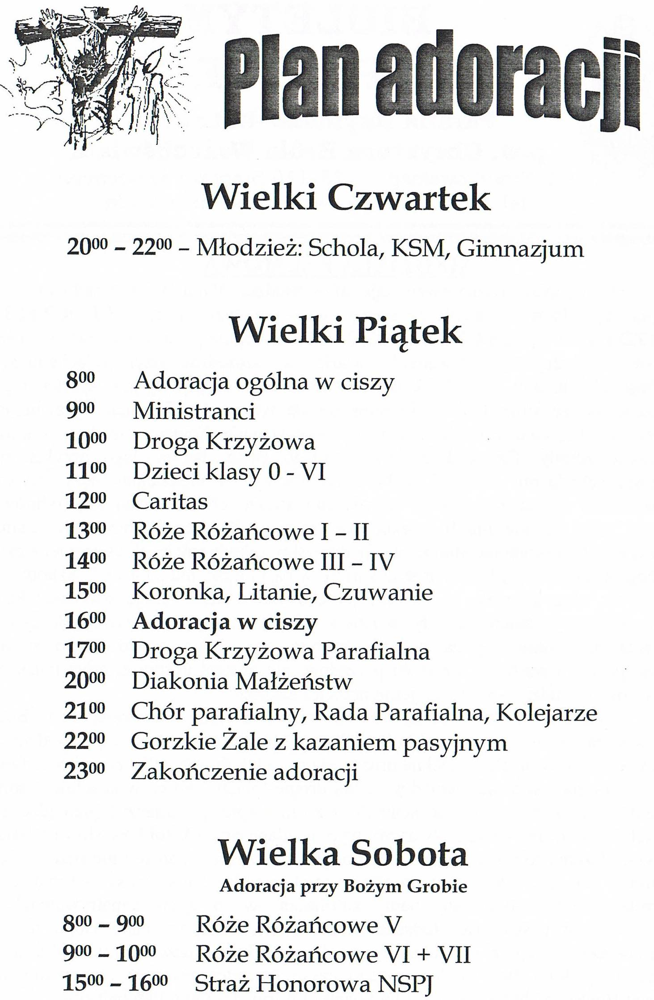 Plan adoracji
Wielki Czwartek
20⁰⁰ – 22⁰⁰ – Młodzież: Schola, KSM, Gimnazjum
Wielki Piątek
8⁰⁰ Adoracja ogólna w ciszy
9⁰⁰ Ministranci
10⁰⁰ Droga Krzyżowa
11⁰⁰ Dzieci klasy 0 - VI
12⁰⁰ Caritas
13⁰⁰ Róże Różańcowe I – II
14⁰⁰ Róże Różańcowe III – IV
15⁰⁰ Koronka, Litanie, Czuwanie
16⁰⁰ Adoracja w ciszy
17⁰⁰ Droga Krzyżowa Parafialna
20⁰⁰ Diakonia Małżeństw
21⁰⁰ Chór parafialny, Rada Parafialna, Kolejarze
22⁰⁰ Gorzkie Żale z kazaniem pasyjnym
23⁰⁰ Zakończenie adoracji
Wielka Sobota
Adoracja przy Bożym Grobie
8⁰⁰ – 9⁰⁰ Róże Różańcowe V
9⁰⁰ – 10⁰⁰ Róże Różańcowe VI + VII
15⁰⁰ – 16⁰⁰ Straż Honorowa NSPJ